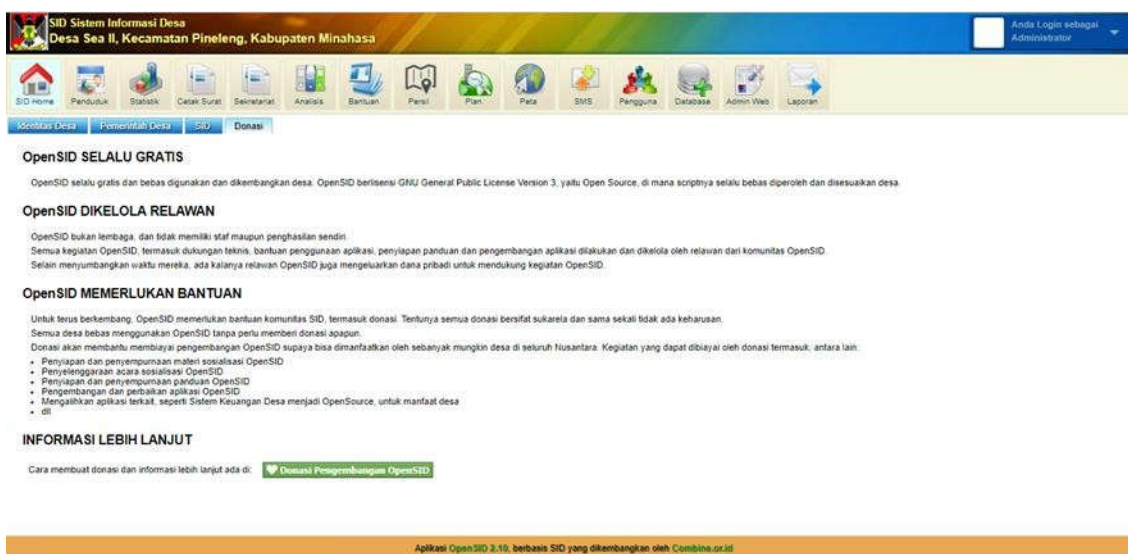 SID Sistem Informasi Desa
Desa Sea II, Kecamatan Pineleng, Kabupaten Minahasa
Anda Login sebagai
Administrator
SID Home Penduduk Statistik Cetak Surat Sekretariat Analisis Bantuan Persil Plan Peta SMS Pengguna Database Admin Web Laporan
Identitas Desa Pemerintah Desa SID Donasi
OpenSID SELALU GRATIS
OpenSID selalu gratis dan bebas digunakan dan dikembangkan desa. OpenSID berlisensi GNU General Public License Version 3, yaitu Open Source, di mana scriptnya selalu bebas diperoleh dan disesuaikan desa.
OpenSID DIKELOLA RELAWAN
OpenSID bukan lembaga, dan tidak memiliki staf maupun penghasilan sendiri.
Semua kegiatan OpenSID, termasuk dukungan teknis, bantuan penggunaan aplikasi, penyiapan panduan dan pengembangan aplikasi dilakukan dan dikelola oleh relawan dari komunitas OpenSID.
Selain menyumbangkan waktu mereka, ada kalanya relawan OpenSID juga mengeluarkan dana pribadi untuk mendukung kegiatan OpenSID.
OpenSID MEMERLUKAN BANTUAN
Untuk terus berkembang, OpenSID memerlukan bantuan komunitas SID, termasuk donasi. Tentunya semua donasi bersifat sukarela dan sama sekali tidak ada keharusan.
Semua desa bebas menggunakan OpenSID tanpa perlu memberi donasi apapun.
Donasi akan membantu membiayai pengembangan OpenSID supaya bisa dimanfaatkan oleh sebanyak mungkin desa di seluruh Nusantara. Kegiatan yang dapat dibiayai oleh donasi termasuk, antara lain:
• Penyiapan dan penyempurnaan materi sosialisasi OpenSID
• Penyelenggaraan acara sosialisasi OpenSID
• Penyiapan dan penyempurnaan panduan OpenSID
• Pengembangan dan perbaikan aplikasi OpenSID
• Mengalihkan aplikasi terkait, seperti Sistem Keuangan Desa menjadi OpenSource, untuk manfaat desa
• dll
INFORMASI LEBIH LANJUT
Cara membuat donasi dan informasi lebih lanjut ada di: Donasi Pengembangan OpenSID
Aplikasi OpenSID 2.10, berbasis SID yang dikembangkan oleh Combine.or.id